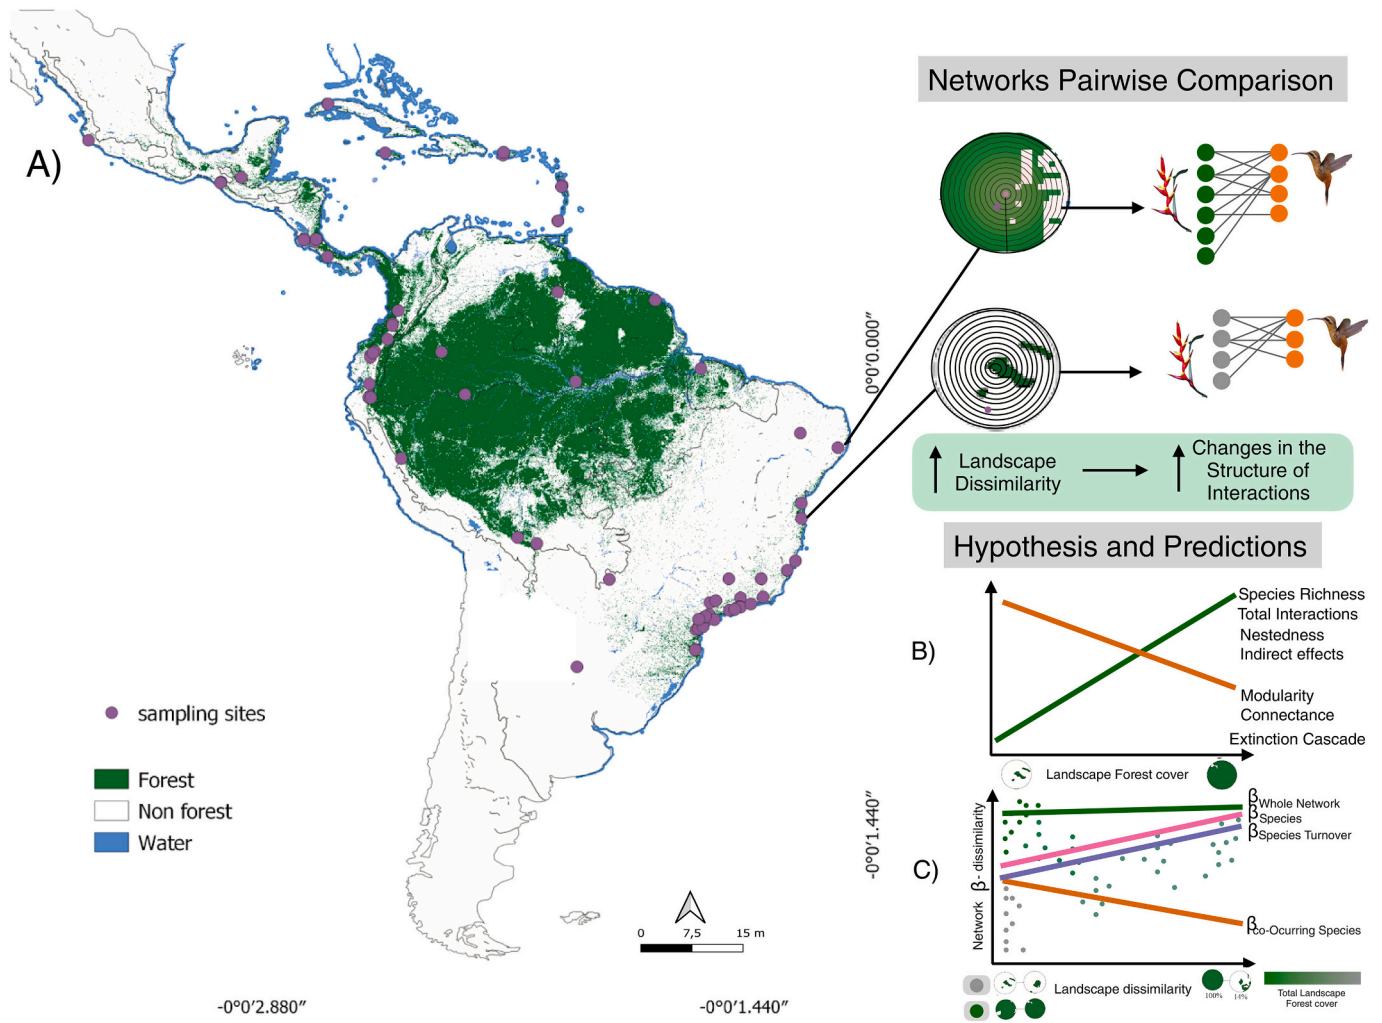 Networks Pairwise Comparison
A)
0°0′0.000″
Landscape
Dissimilarity
Changes in the
Structure of
Interactions
Hypothesis and Predictions
B)
Species Richness
Total Interactions
Nestedness
Indirect effects
Modularity
Connectance
Extinction Cascade
Landscape Forest cover
sampling sites
Forest
Non forest
Water
0 7,5 15 m
-0°0′2.880″
-0°0′1.440″
-0°0′1.440″
C)
Network β - dissimilarity
βWhole Network
βSpecies
βSpecies Turnover
βco-Ocurring Species
Landscape dissimilarity
100% 14%
Total Landscape
Forest cover